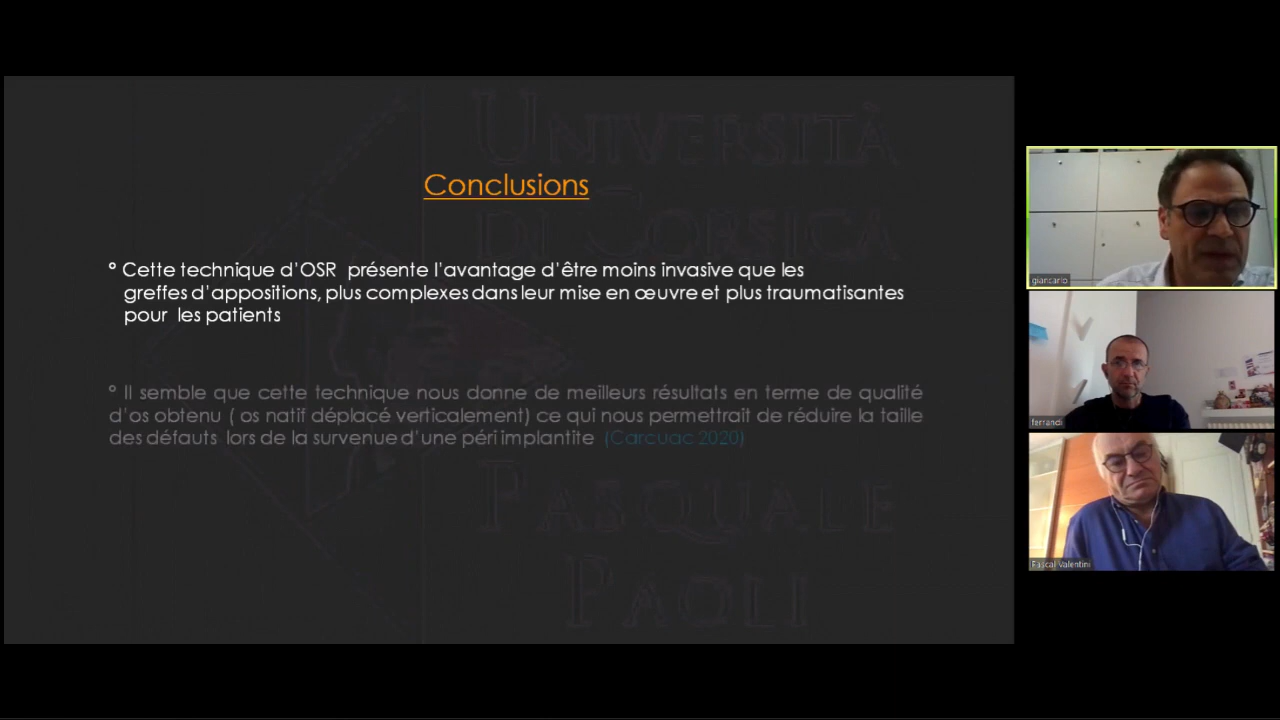 UNIVERSITÀ
DI CORSICA
PASQUALE
PAOLI
Conclusions
° Cette technique d'OSR présente l'avantage d'être moins invasive que les
greffes d'appositions, plus complexes dans leur mise en œuvre et plus traumatisantes
pour les patients
° Il semble que cette technique nous donne de meilleurs résultats en terme de qualité
d'os obtenu ( os natif déplacé verticalement) ce qui nous permettrait de réduire la taille
des défauts lors de la survenue d'une péri implantite (Carcuac 2020)
giancarlo
ferrandi
Pascal Valentini